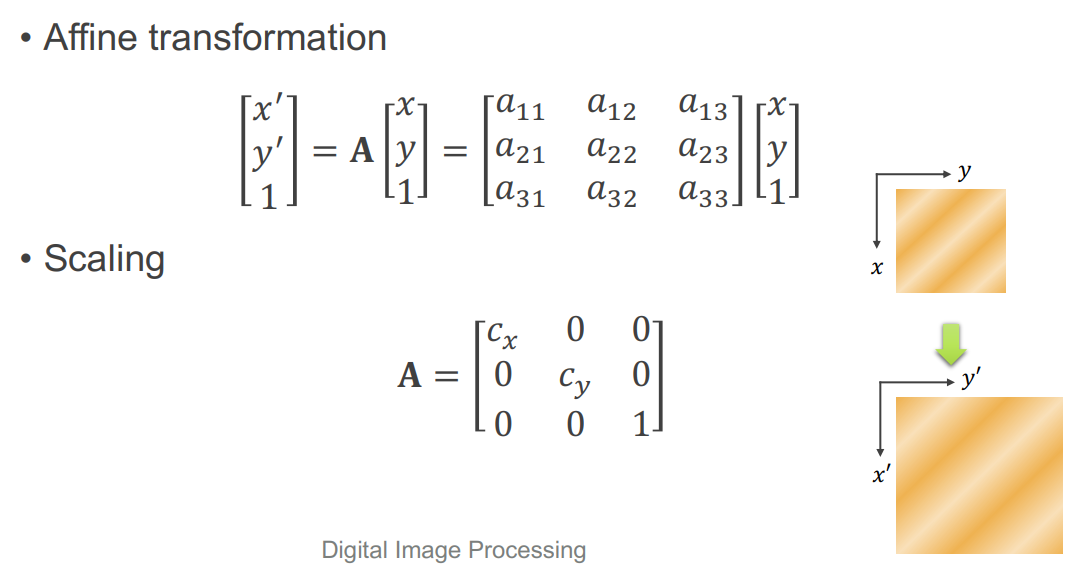 • Affine transformation
[x′ y′ 1]ᵀ = A [x y 1]ᵀ = [a₁₁ a₁₂ a₁₃; a₂₁ a₂₂ a₂₃; a₃₁ a₃₂ a₃₃] [x y 1]ᵀ
y
x
• Scaling
A = [cₓ 0 0; 0 c_y 0; 0 0 1]
y′
x′
Digital Image Processing